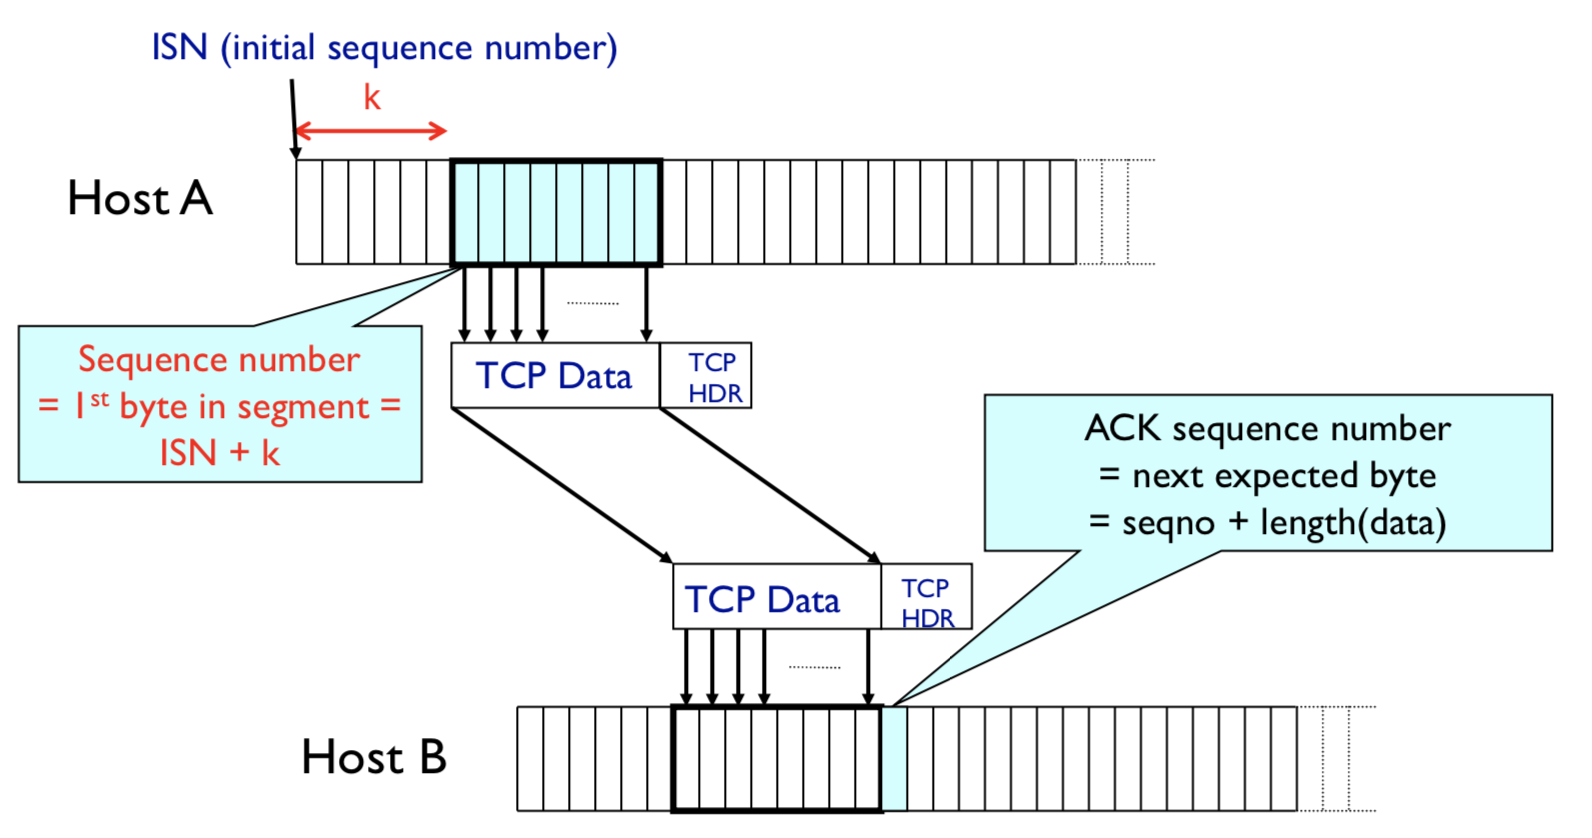 ISN (initial sequence number)
k
Host A
Sequence number
= 1st byte in segment =
ISN + k
TCP Data
TCP
HDR
ACK sequence number
= next expected byte
= seqno + length(data)
TCP Data
TCP
HDR
Host B